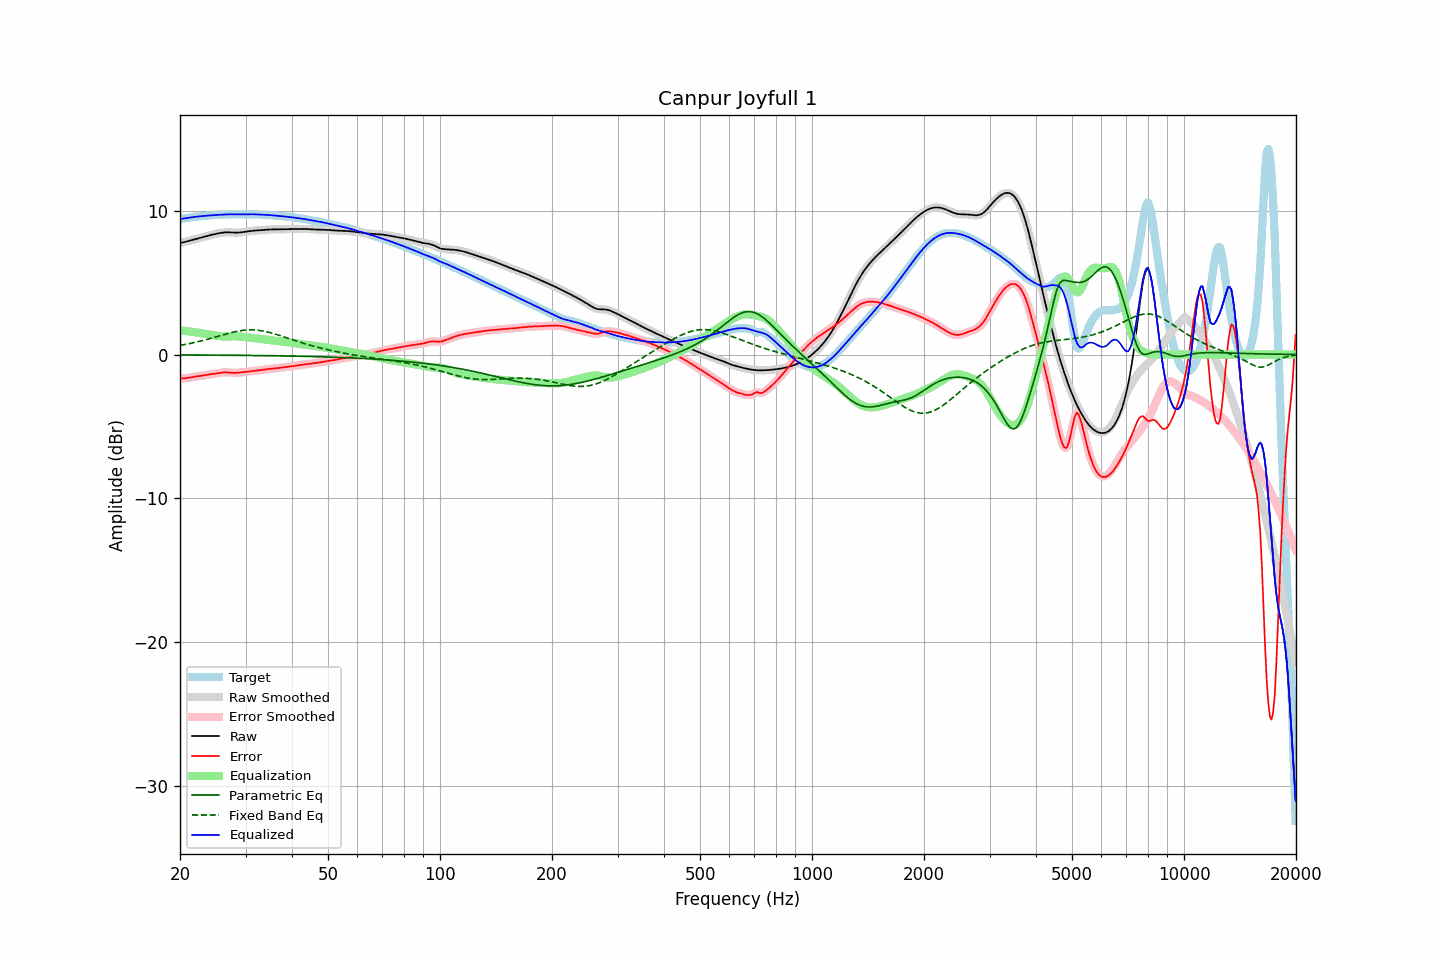 Canpur Joyfull 1
10
0
−10
−20
−30
Amplitude (dBr)
Target
Raw Smoothed
Error Smoothed
Raw
Error
Equalization
Parametric Eq
Fixed Band Eq
Equalized
20 50 100 200 500 1000 2000 5000 10000 20000
Frequency (Hz)